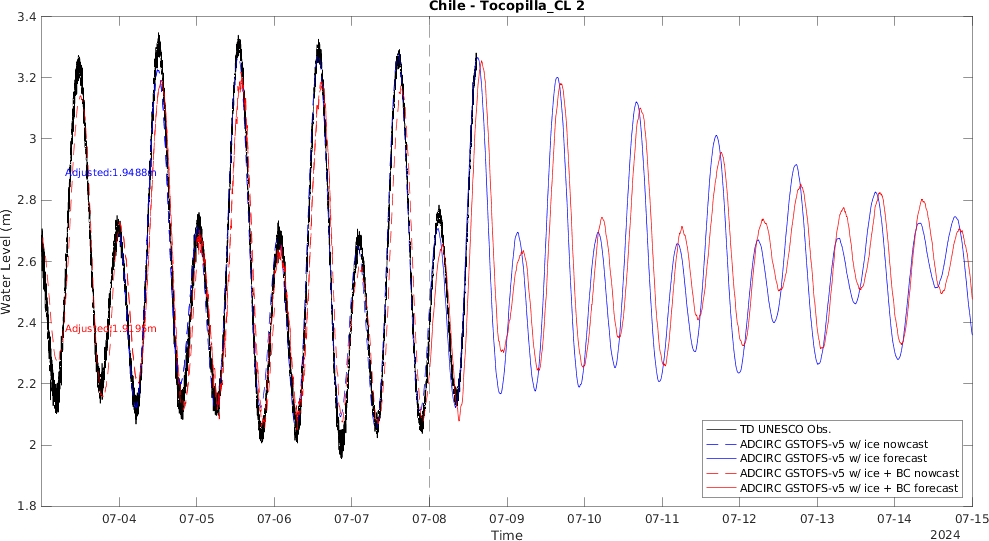 Chile - Tocopilla_CL 2
3.4
3.2
3
2.8
2.6
2.4
2.2
2
1.8
Water Level (m)
Adjusted:1.9488m
Adjusted:1.9195m
TD UNESCO Obs.
ADCIRC GSTOFS-v5 w/ ice nowcast
ADCIRC GSTOFS-v5 w/ ice forecast
ADCIRC GSTOFS-v5 w/ ice + BC nowcast
ADCIRC GSTOFS-v5 w/ ice + BC forecast
07-04 07-05 07-06 07-07 07-08 07-09 07-10 07-11 07-12 07-13 07-14 07-15
Time
2024